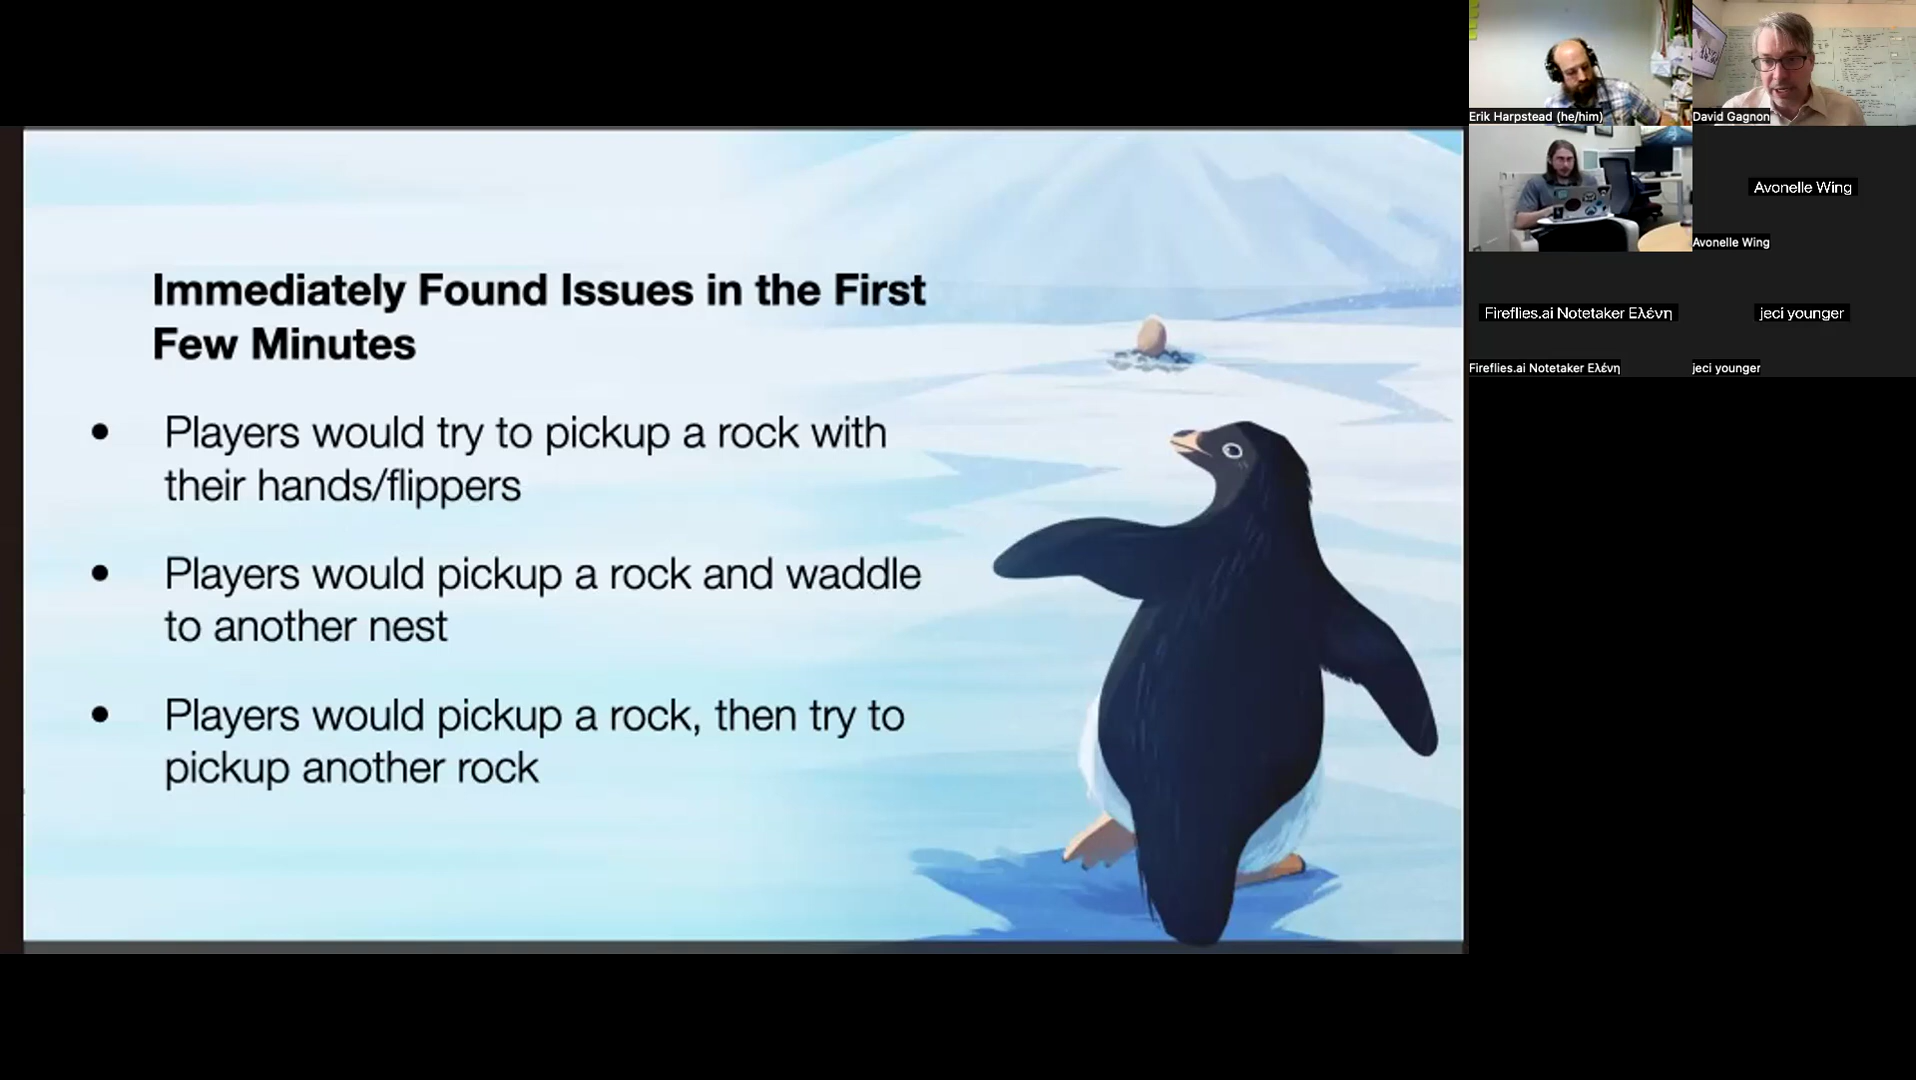 Immediately Found Issues in the First
Few Minutes
● Players would try to pickup a rock with
their hands/flippers
● Players would pickup a rock and waddle
to another nest
● Players would pickup a rock, then try to
pickup another rock
Erik Harpstead (he/him)
David Gagnon
Avonelle Wing
Avonelle Wing
Fireflies.ai Notetaker Ελένη
jeci younger
Fireflies.ai Notetaker Ελένη
jeci younger